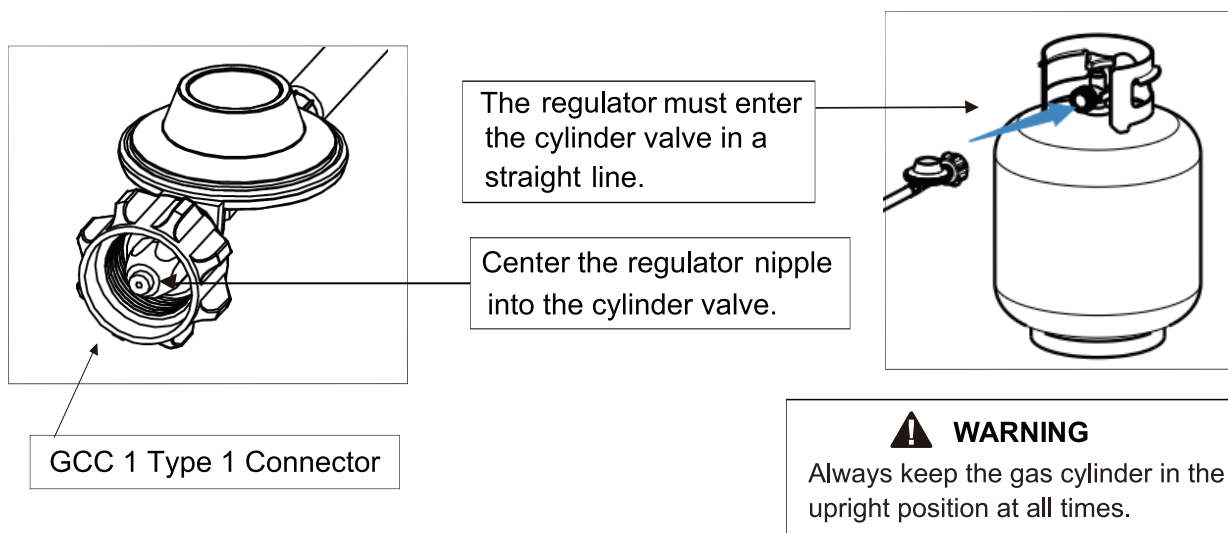 The regulator must enter
the cylinder valve in a
straight line.
Center the regulator nipple
into the cylinder valve.
GCC 1 Type 1 Connector
WARNING
Always keep the gas cylinder in the
upright position at all times.